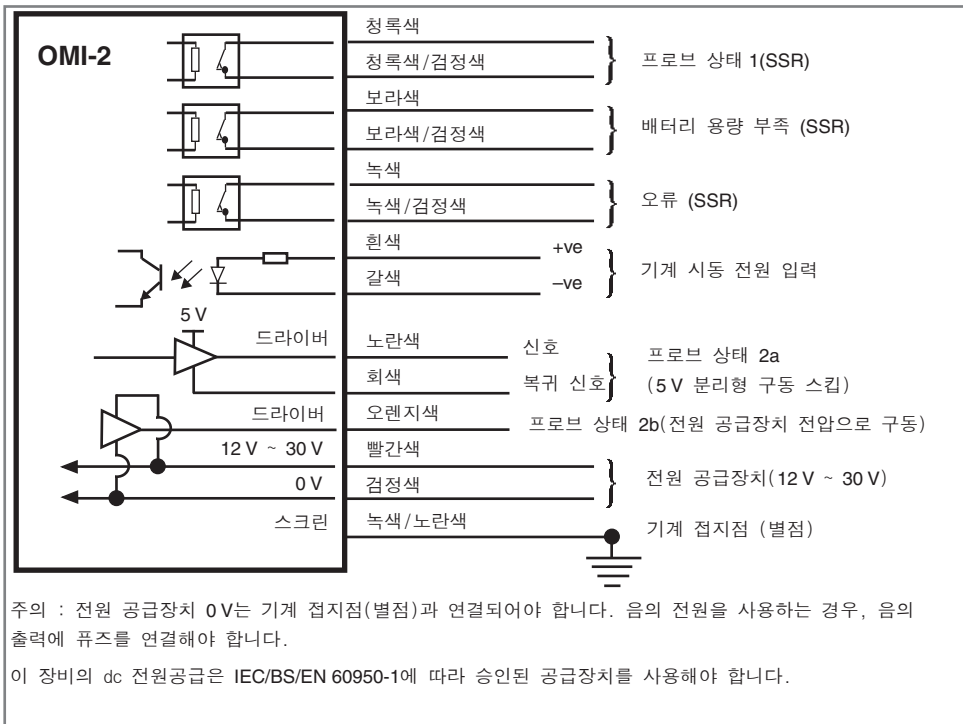 OMI-2
청록색
청록색/검정색
프로브 상태 1(SSR)
보라색
보라색/검정색
배터리 용량 부족 (SSR)
녹색
녹색/검정색
오류 (SSR)
흰색
+ve
갈색
–ve
기계 시동 전원 입력
5 V
드라이버
노란색
신호
회색
복귀 신호
프로브 상태 2a
(5 V 분리형 구동 스킵)
드라이버
오렌지색
프로브 상태 2b(전원 공급장치 전압으로 구동)
12 V ~ 30 V
빨간색
0 V
검정색
전원 공급장치(12 V ~ 30 V)
스크린
녹색/노란색
기계 접지점 (별점)
주의 : 전원 공급장치 0 V는 기계 접지점(별점)과 연결되어야 합니다. 음의 전원을 사용하는 경우, 음의
출력에 퓨즈를 연결해야 합니다.
이 장비의 dc 전원공급은 IEC/BS/EN 60950-1에 따라 승인된 공급장치를 사용해야 합니다.